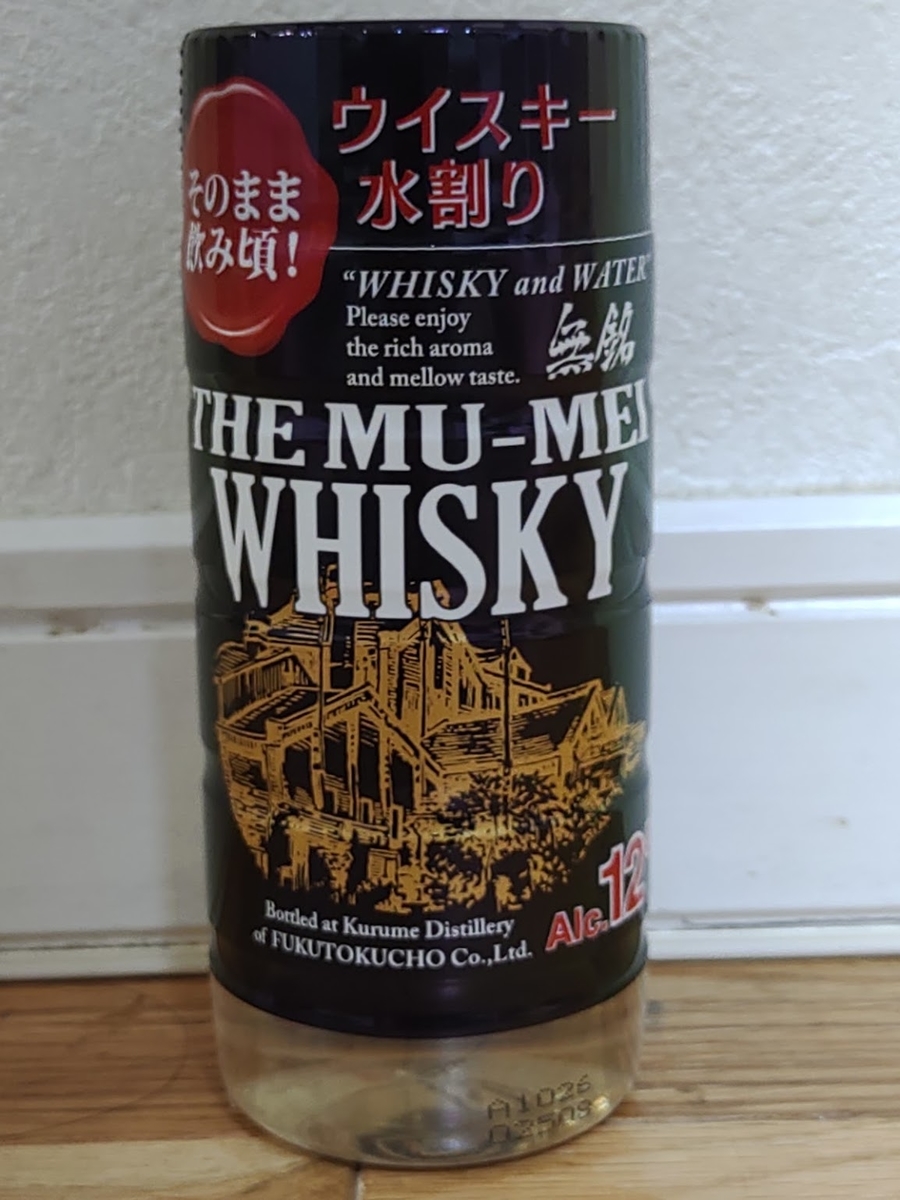 ウイスキー
水割り
そのまま
飲み頃!
“WHISKY and WATER”
Please enjoy
the rich aroma
and mellow taste.
無銘
THE MU-MEI
WHISKY
Alc.12
Bottled at Kurume Distillery
of FUKUTOKUCHO Co.,Ltd.
A1026